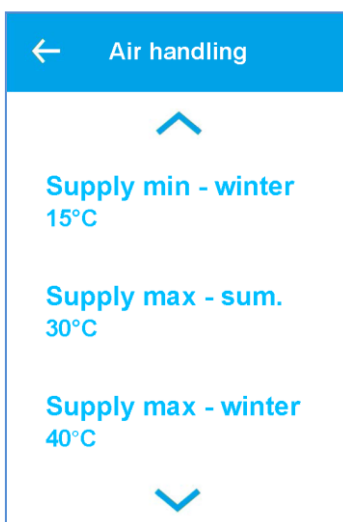 Air handling
Supply min - winter
15°C
Supply max - sum.
30°C
Supply max - winter
40°C